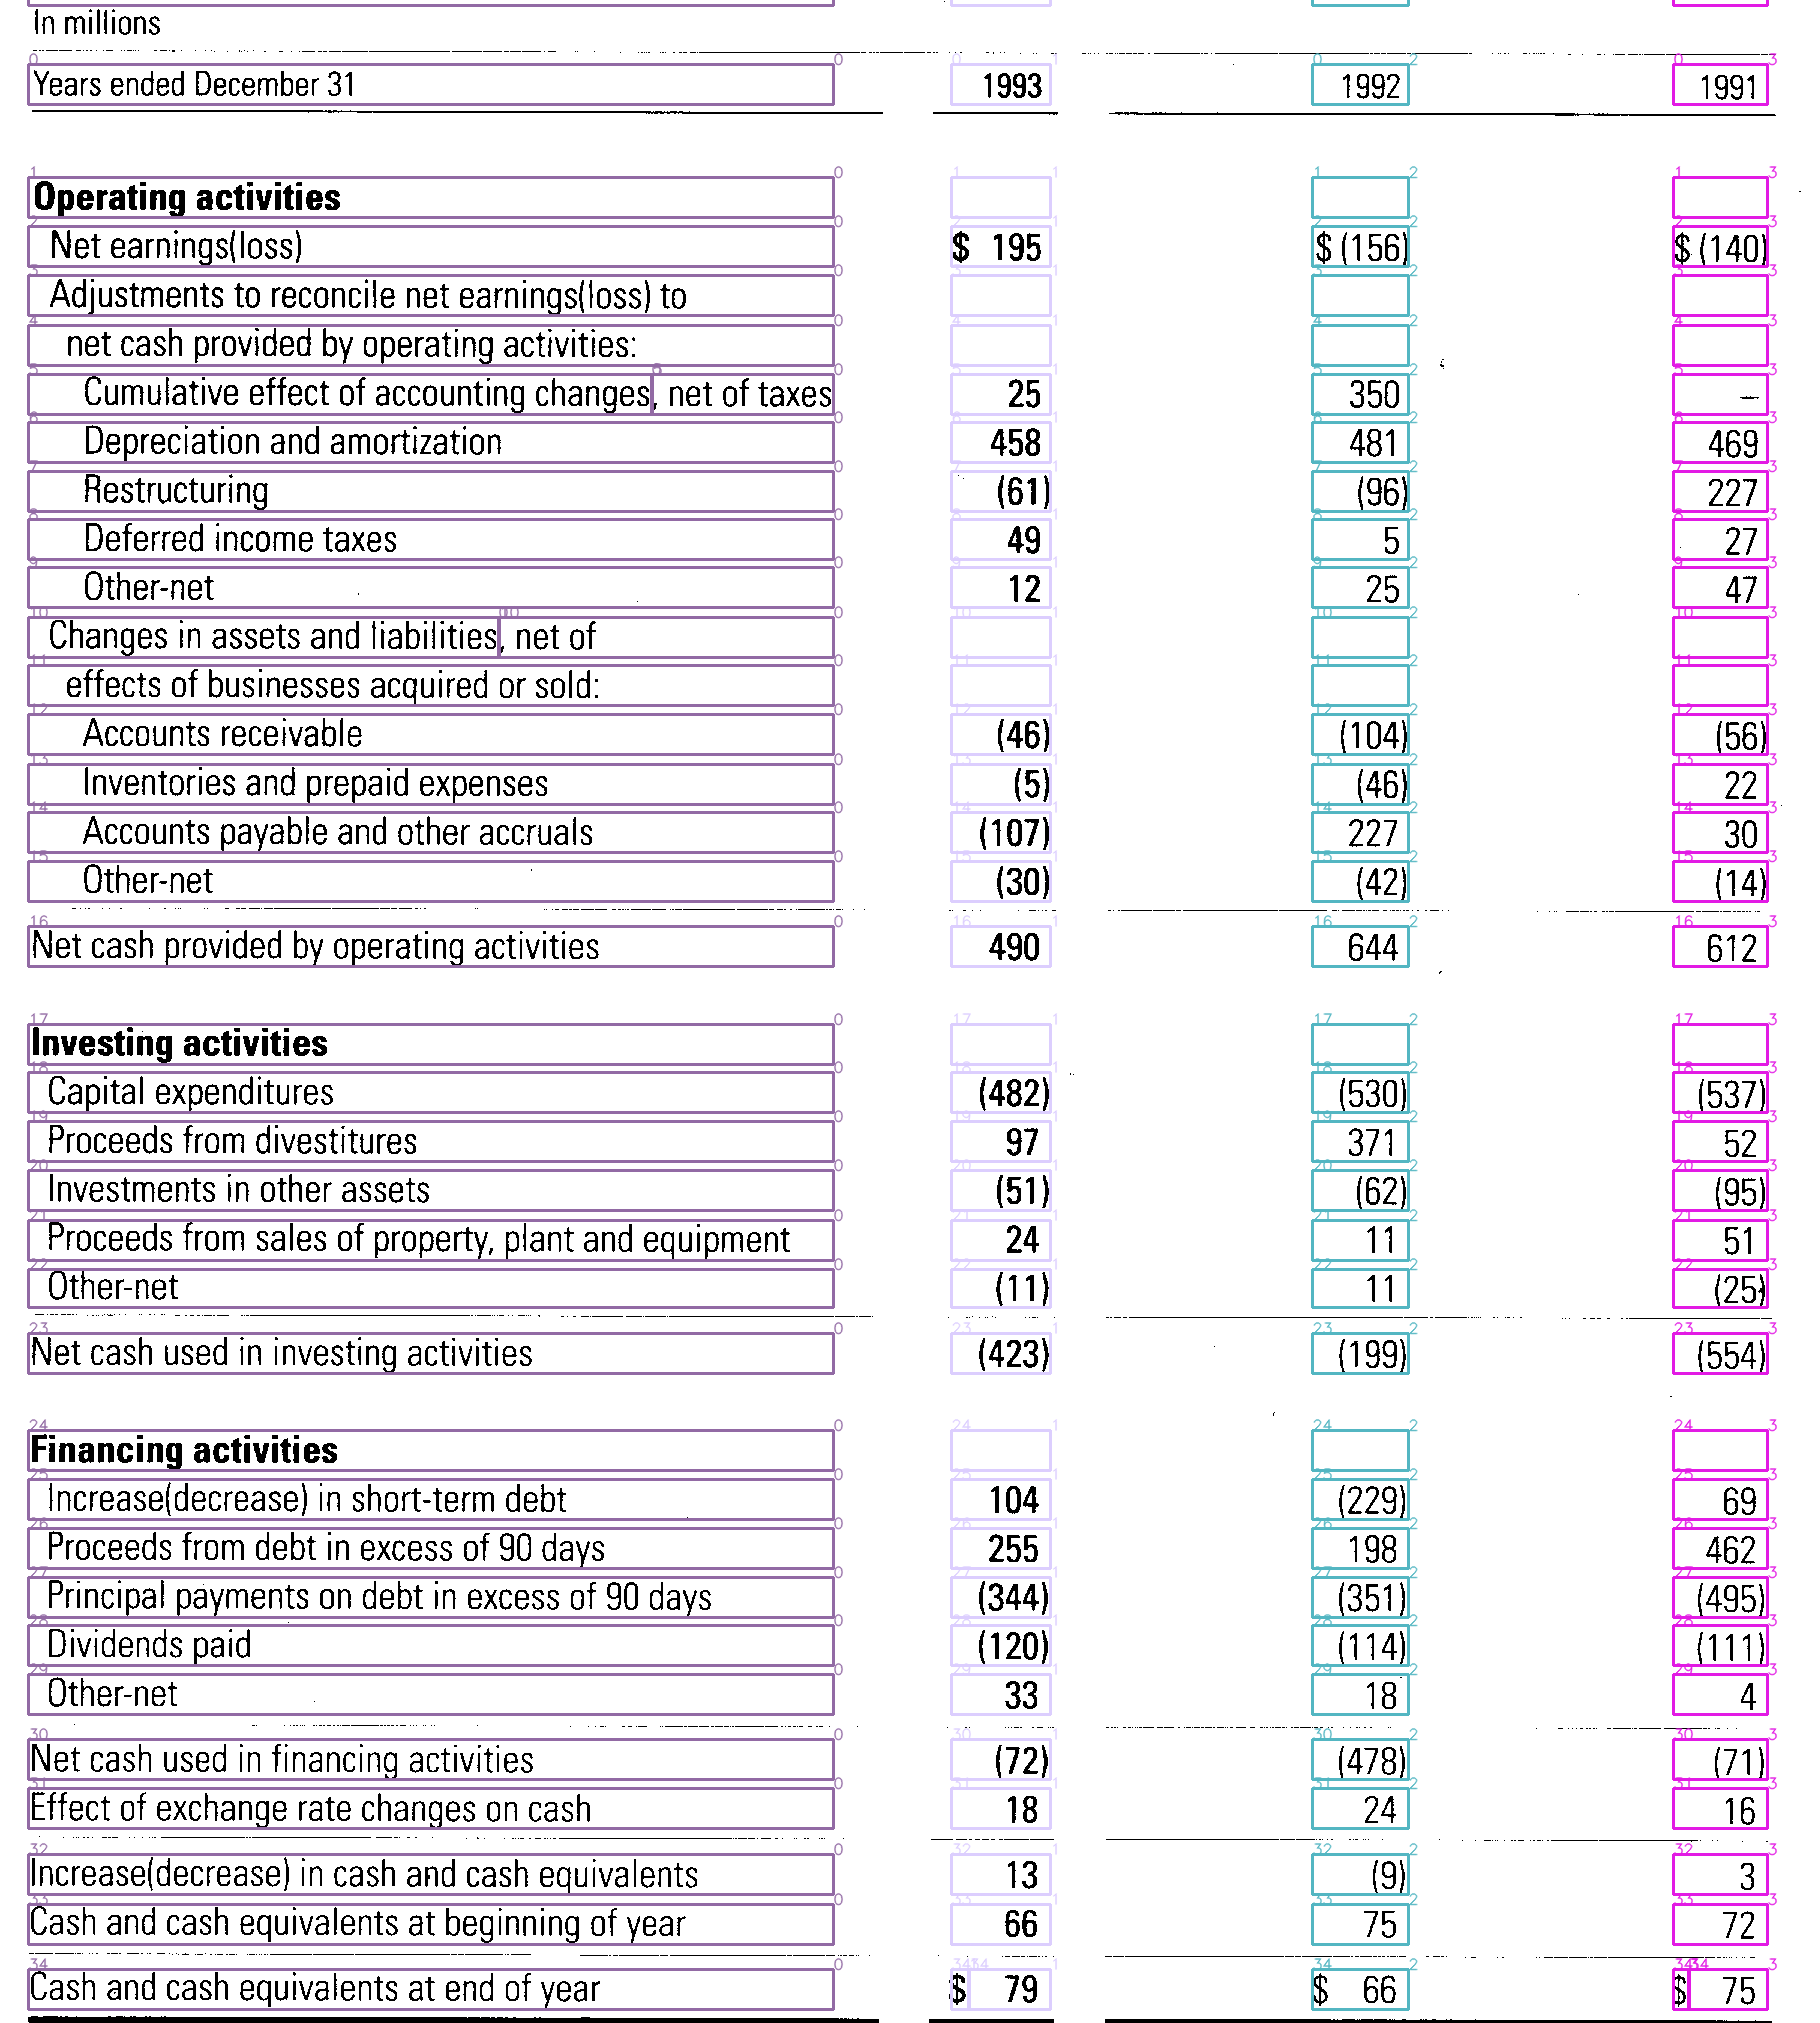 In millions
Years ended December 31 1993 1992 1991
Operating activities
Net earnings(loss) $ 195 $ (156) $ (140)
Adjustments to reconcile net earnings(loss) to
net cash provided by operating activities:
Cumulative effect of accounting changes, net of taxes 25 350 –
Depreciation and amortization 458 481 469
Restructuring (61) (96) 227
Deferred income taxes 49 5 27
Other-net 12 25 47
Changes in assets and liabilities, net of
effects of businesses acquired or sold:
Accounts receivable (46) (104) (56)
Inventories and prepaid expenses (5) (46) 22
Accounts payable and other accruals (107) 227 30
Other-net (30) (42) (14)
Net cash provided by operating activities 490 644 612
Investing activities
Capital expenditures (482) (530) (537)
Proceeds from divestitures 97 371 52
Investments in other assets (51) (62) (95)
Proceeds from sales of property, plant and equipment 24 11 51
Other-net (11) 11 (25)
Net cash used in investing activities (423) (199) (554)
Financing activities
Increase(decrease) in short-term debt 104 (229) 69
Proceeds from debt in excess of 90 days 255 198 462
Principal payments on debt in excess of 90 days (344) (351) (495)
Dividends paid (120) (114) (111)
Other-net 33 18 4
Net cash used in financing activities (72) (478) (71)
Effect of exchange rate changes on cash 18 24 16
Increase(decrease) in cash and cash equivalents 13 (9) 3
Cash and cash equivalents at beginning of year 66 75 72
Cash and cash equivalents at end of year $ 79 $ 66 $ 75